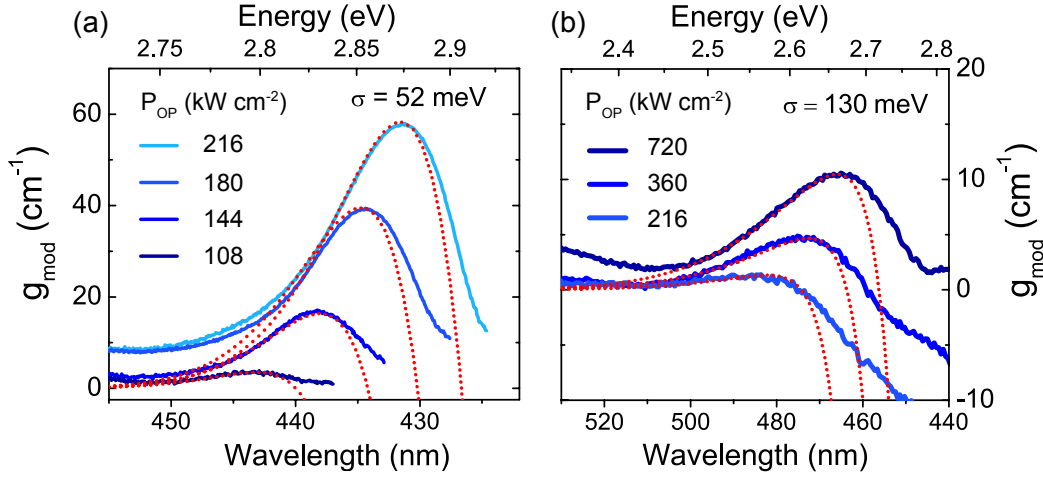 (a)
Energy (eV)
2.75 2.8 2.85 2.9
P_OP (kW cm⁻²)
σ = 52 meV
216
180
144
108
60
40
20
0
g_mod (cm⁻¹)
450 440 430
Wavelength (nm)
(b)
Energy (eV)
2.4 2.5 2.6 2.7 2.8
P_OP (kW cm⁻²)
σ = 130 meV
720
360
216
20
10
0
-10
g_mod (cm⁻¹)
520 500 480 460 440
Wavelength (nm)